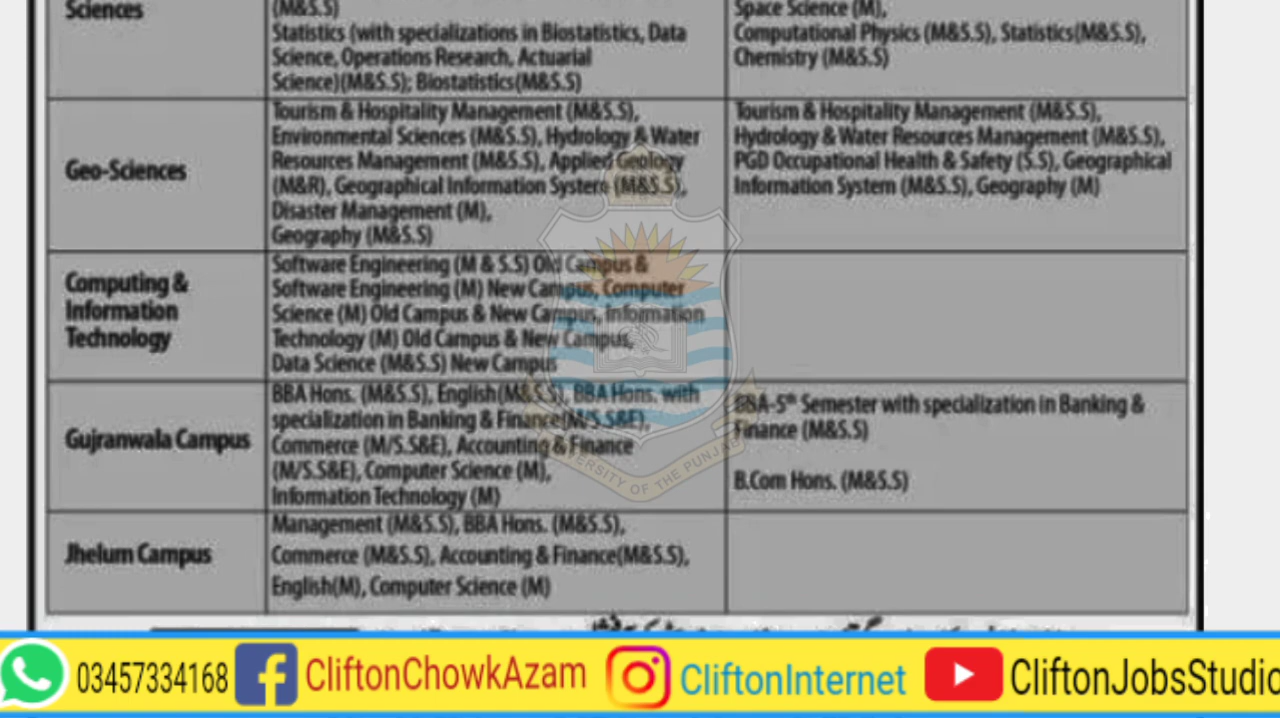 Sciences
(M&S.S)
Statistics (with specializations in Biostatistics, Data
Science, Operations Research, Actuarial
Science)(M&S.S); Biostatistics(M&S.S)
Space Science (M),
Computational Physics (M&S.S), Statistics(M&S.S),
Chemistry (M&S.S)
Geo-Sciences
Tourism & Hospitality Management (M&S.S),
Environmental Sciences (M&S.S), Hydrology & Water
Resources Management (M&S.S), Applied Geology
(M&R), Geographical Information System (M&S.S),
Disaster Management (M),
Geography (M&S.S)
Tourism & Hospitality Management (M&S.S),
Hydrology & Water Resources Management (M&S.S),
PGD Occupational Health & Safety (S.S), Geographical
Information System (M&S.S), Geography (M)
Computing &
Information
Technology
Software Engineering (M & S.S) Old Campus &
Software Engineering (M) New Campus, Computer
Science (M) Old Campus & New Campus, Information
Technology (M) Old Campus & New Campus,
Data Science (M&S.S) New Campus
Gujranwala Campus
BBA Hons. (M&S.S), English(M&S.S), BBA Hons. with
specialization in Banking & Finance(M/S.S&E),
Commerce (M/S.S&E), Accounting & Finance
(M/S.S&E), Computer Science (M),
Information Technology (M)
BBA-5th Semester with specialization in Banking &
Finance (M&S.S)
B.Com Hons. (M&S.S)
Jhelum Campus
Management (M&S.S), BBA Hons. (M&S.S),
Commerce (M&S.S), Accounting & Finance(M&S.S),
English(M), Computer Science (M)
UNIVERSITY OF THE PUNJAB
03457334168 CliftonChowkAzam CliftonInternet CliftonJobsStudio